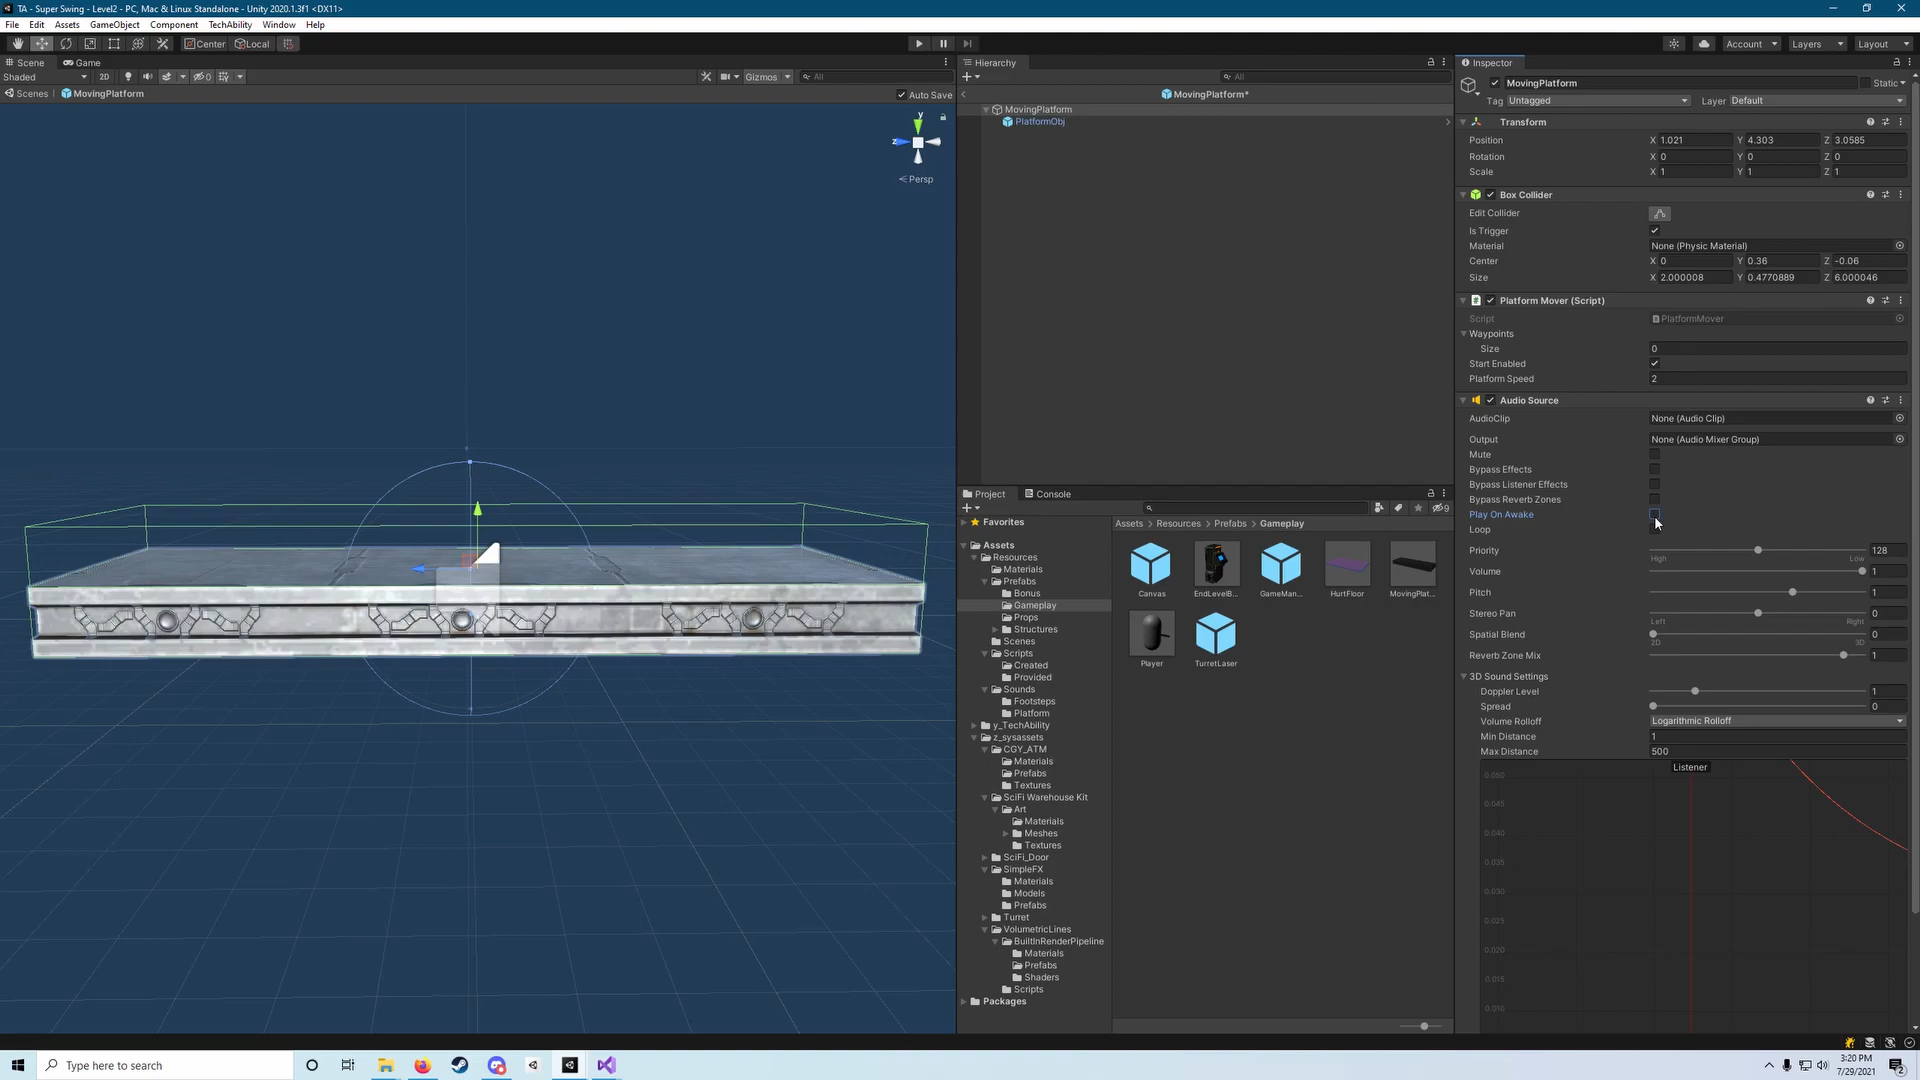 TA - Super Swing - Level2 - PC, Mac & Linux Standalone - Unity 2020.1.3f1 <DX11>
File Edit Assets GameObject Component TechAbility Window Help
Center Local
Account Layers Layout
Scene Game
Shaded 2D 0 Gizmos All
Scenes MovingPlatform
Auto Save
y
z
Persp
Hierarchy
All
MovingPlatform*
MovingPlatform
PlatformObj
Project Console
9
Favorites
Assets
Resources
Materials
Prefabs
Bonus
Gameplay
Props
Structures
Scenes
Scripts
Created
Provided
Sounds
Footsteps
Platform
y_TechAbility
z_sysassets
CGY_ATM
Materials
Prefabs
Textures
SciFi Warehouse Kit
Art
Materials
Meshes
Textures
SciFi_Door
SimpleFX
Materials
Models
Prefabs
Turret
VolumetricLines
BuiltInRenderPipeline
Materials
Prefabs
Shaders
Scripts
Packages
Assets Resources Prefabs Gameplay
Canvas EndLevelB... GameMan... HurtFloor MovingPlat...
Player TurretLaser
Inspector
MovingPlatform Static
Tag Untagged Layer Default
Transform
Position X 1.021 Y 4.303 Z 3.0585
Rotation X 0 Y 0 Z 0
Scale X 1 Y 1 Z 1
Box Collider
Edit Collider
Is Trigger
Material None (Physic Material)
Center X 0 Y 0.36 Z -0.06
Size X 2.000008 Y 0.4770889 Z 6.000046
Platform Mover (Script)
Script PlatformMover
Waypoints
Size 0
Start Enabled
Platform Speed 2
Audio Source
AudioClip None (Audio Clip)
Output None (Audio Mixer Group)
Mute
Bypass Effects
Bypass Listener Effects
Bypass Reverb Zones
Play On Awake
Loop
Priority 128
High Low
Volume 1
Pitch 1
Stereo Pan 0
Left Right
Spatial Blend 0
2D 3D
Reverb Zone Mix 1
3D Sound Settings
Doppler Level 1
Spread 0
Volume Rolloff Logarithmic Rolloff
Min Distance 1
Max Distance 500
Listener
0.050
0.045
0.040
0.035
0.030
0.025
0.020
0.015
0.010
Type here to search
3:20 PM
7/29/2021
2